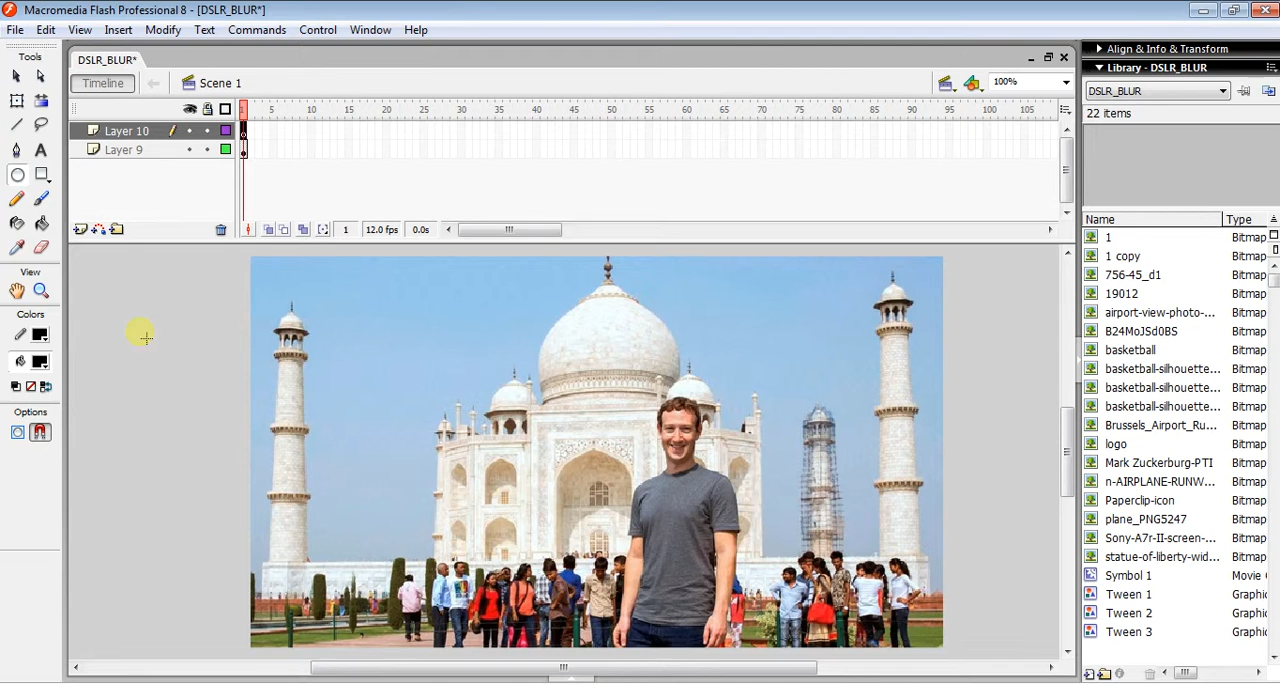 Macromedia Flash Professional 8 - [DSLR_BLUR*]
File Edit View Insert Modify Text Commands Control Window Help
Tools
DSLR_BLUR*
Timeline
Scene 1
100%
1 5 10 15 20 25 30 35 40 45 50 55 60 65 70 75 80 85 90 95 100 105
Layer 10
Layer 9
1 12.0 fps 0.0s
View
Colors
Options
Align & Info & Transform
Library - DSLR_BLUR
DSLR_BLUR
22 items
Name Type
1 Bitmap
1 copy Bitmap
756-45_d1 Bitmap
19012 Bitmap
airport-view-photo-... Bitmap
B24MoJSd0BS Bitmap
basketball Bitmap
basketball-silhouette... Bitmap
basketball-silhouette... Bitmap
basketball-silhouette... Bitmap
Brussels_Airport_Ru... Bitmap
logo Bitmap
Mark Zuckerburg-PTI Bitmap
n-AIRPLANE-RUNW... Bitmap
Paperclip-icon Bitmap
plane_PNG5247 Bitmap
Sony-A7r-II-screen-... Bitmap
statue-of-liberty-wid... Bitmap
Symbol 1 Movie
Tween 1 Graphic
Tween 2 Graphic
Tween 3 Graphic